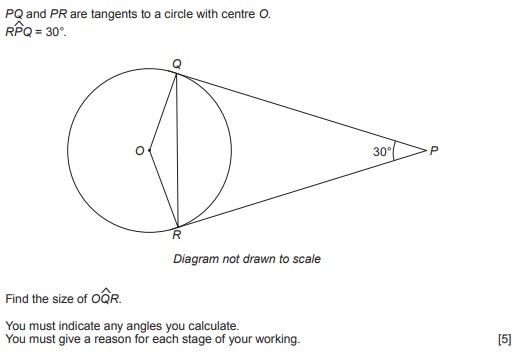 PQ and PR are tangents to a circle with centre O.
RP̂Q = 30°.
Q
O
30°
P
R
Diagram not drawn to scale
Find the size of OQ̂R.
You must indicate any angles you calculate.
You must give a reason for each stage of your working. [5]